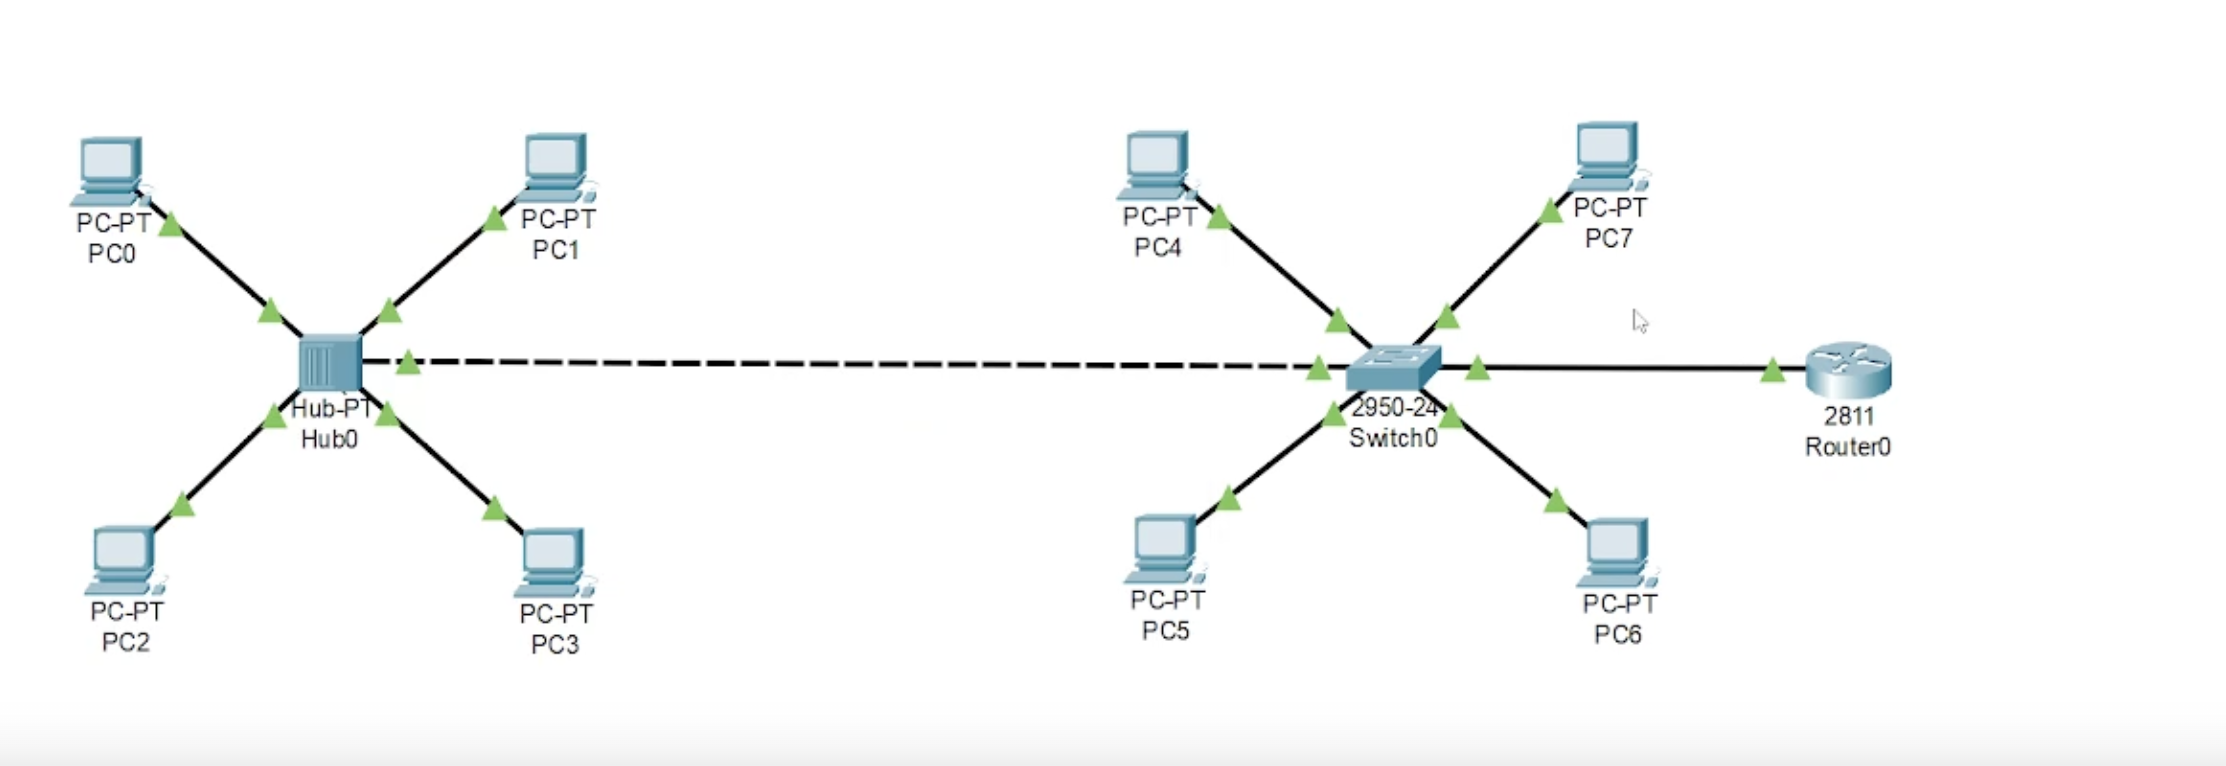 PC-PT
PC0
PC-PT
PC1
PC-PT
PC4
PC-PT
PC7
Hub-PT
Hub0
2950-24
Switch0
2811
Router0
PC-PT
PC2
PC-PT
PC3
PC-PT
PC5
PC-PT
PC6